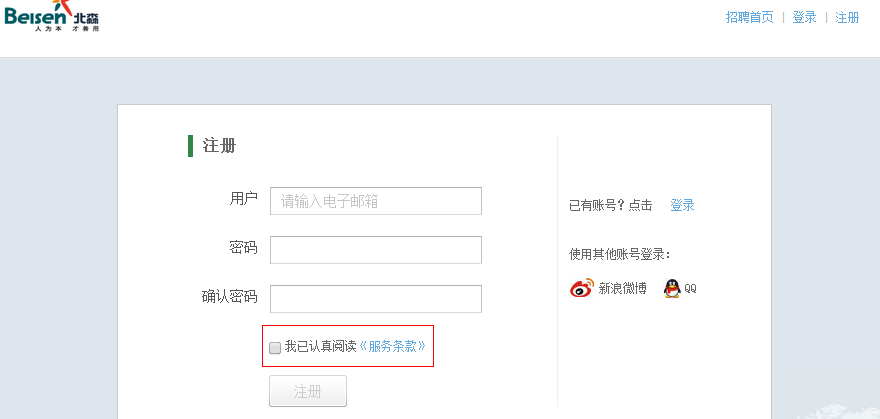 Beisen 北森
人为本 才善用
招聘首页 | 登录 | 注册
注册
用户 请输入电子邮箱
密码
确认密码
我已认真阅读《服务条款》
注册
已有账号?点击 登录
使用其他账号登录:
新浪微博 QQ